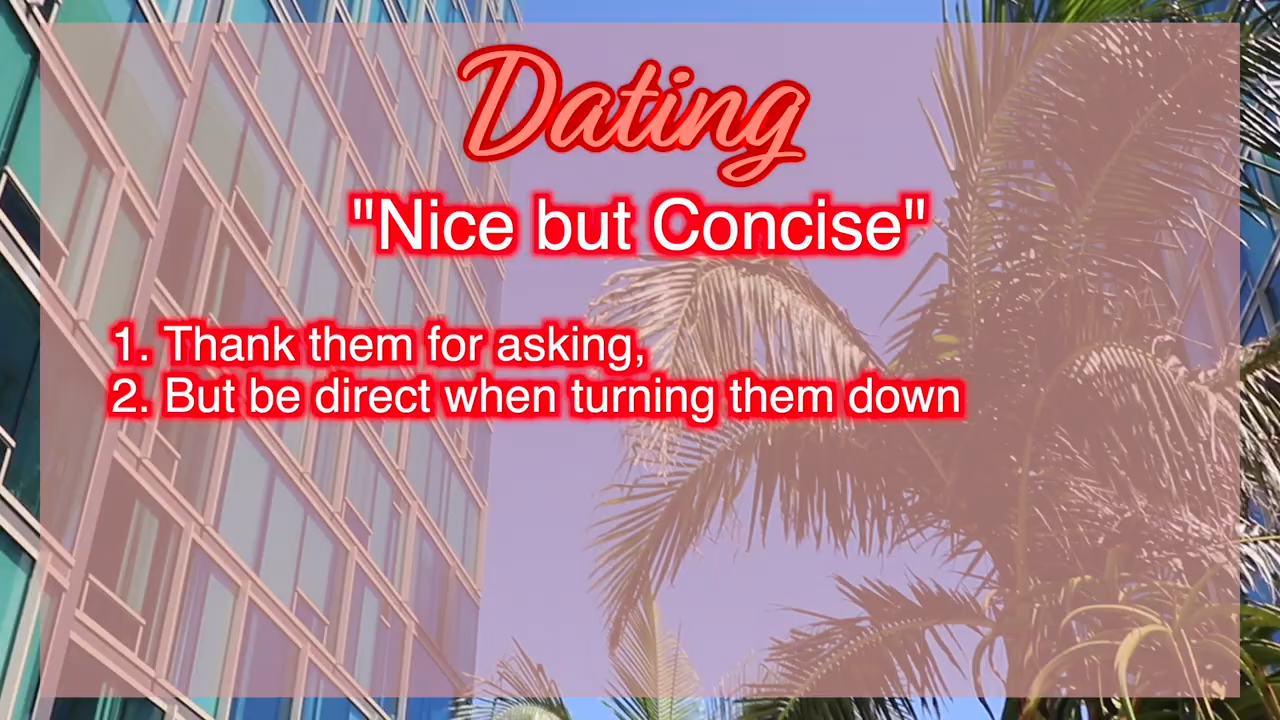 Dating
"Nice but Concise"
1. Thank them for asking,
2. But be direct when turning them down